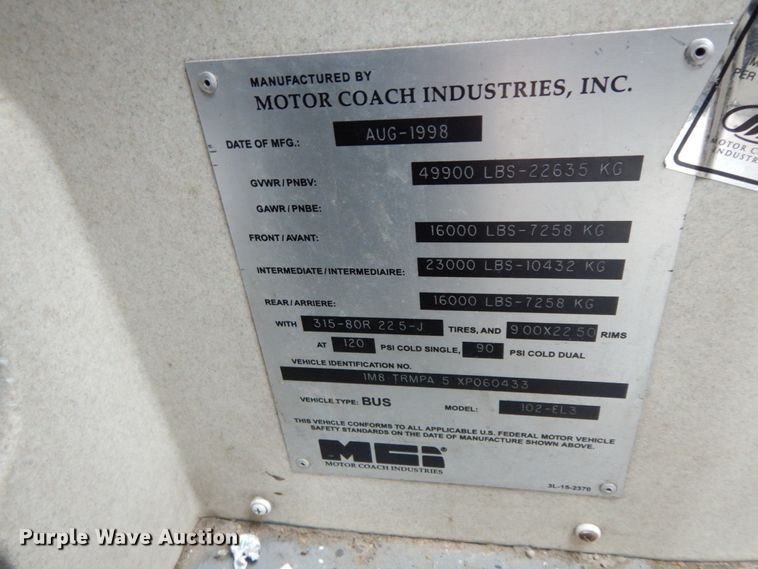 MANUFACTURED BY
MOTOR COACH INDUSTRIES, INC.
DATE OF MFG.: AUG-1998
GVWR/PNBV: 49900 LBS-22635 KG
GAWR/PNBE:
FRONT/AVANT: 16000 LBS-7258 KG
INTERMEDIATE/INTERMEDIAIRE: 23000 LBS-10432 KG
REAR/ARRIERE: 16000 LBS-7258 KG
WITH 315-80R 22 5-J TIRES, AND 9.00X22.50 RIMS
AT 120 PSI COLD SINGLE, 90 PSI COLD DUAL
VEHICLE IDENTIFICATION NO.
1M8 TRMPA 5 XP060433
VEHICLE TYPE: BUS MODEL: 102-EL3
THIS VEHICLE CONFORMS TO ALL APPLICABLE U.S. FEDERAL MOTOR VEHICLE
SAFETY STANDARDS ON THE DATE OF MANUFACTURE SHOWN ABOVE.
MCI®
MOTOR COACH INDUSTRIES
3L-15-2370
PER
MOTOR CO
INDUSTR
Purple Wave Auction